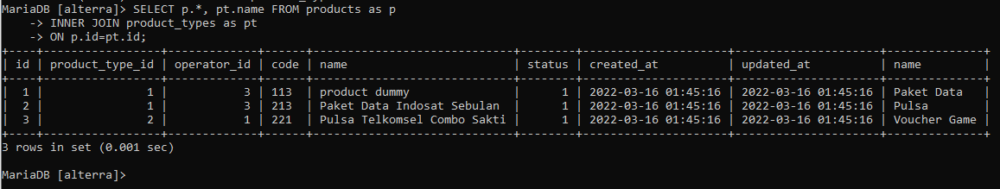 MariaDB [alterra]> SELECT p.*, pt.name FROM products as p
    -> INNER JOIN product_types as pt
    -> ON p.id=pt.id;
+----+-----------------+-------------+------+-----------------------------+--------+---------------------+---------------------+--------------+
| id | product_type_id | operator_id | code | name                        | status | created_at          | updated_at          | name         |
+----+-----------------+-------------+------+-----------------------------+--------+---------------------+---------------------+--------------+
|  1 |               1 |           3 | 113  | product dummy               |      1 | 2022-03-16 01:45:16 | 2022-03-16 01:45:16 | Paket Data   |
|  2 |               1 |           3 | 213  | Paket Data Indosat Sebulan  |      1 | 2022-03-16 01:45:16 | 2022-03-16 01:45:16 | Pulsa        |
|  3 |               2 |           1 | 221  | Pulsa Telkomsel Combo Sakti |      1 | 2022-03-16 01:45:16 | 2022-03-16 01:45:16 | Voucher Game |
+----+-----------------+-------------+------+-----------------------------+--------+---------------------+---------------------+--------------+
3 rows in set (0.001 sec)
MariaDB [alterra]>